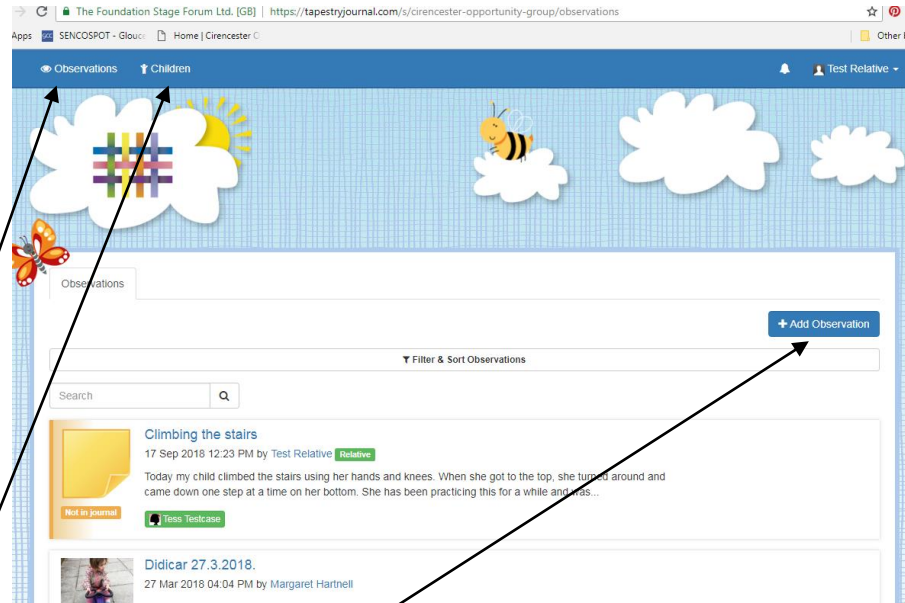 The Foundation Stage Forum Ltd. [GB] | https://tapestryjournal.com/s/cirencester-opportunity-group/observations
Apps SENCOSPOT - Glouc Home | Cirencester O Other
Observations Children Test Relative
Observations
+ Add Observation
Filter & Sort Observations
Search
Climbing the stairs
17 Sep 2018 12:23 PM by Test Relative Relative
Today my child climbed the stairs using her hands and knees. When she got to the top, she turned around and
came down one step at a time on her bottom. She has been practicing this for a while and was...
Not in journal
Tess Testcase
Didicar 27.3.2018.
27 Mar 2018 04:04 PM by Margaret Hartnell